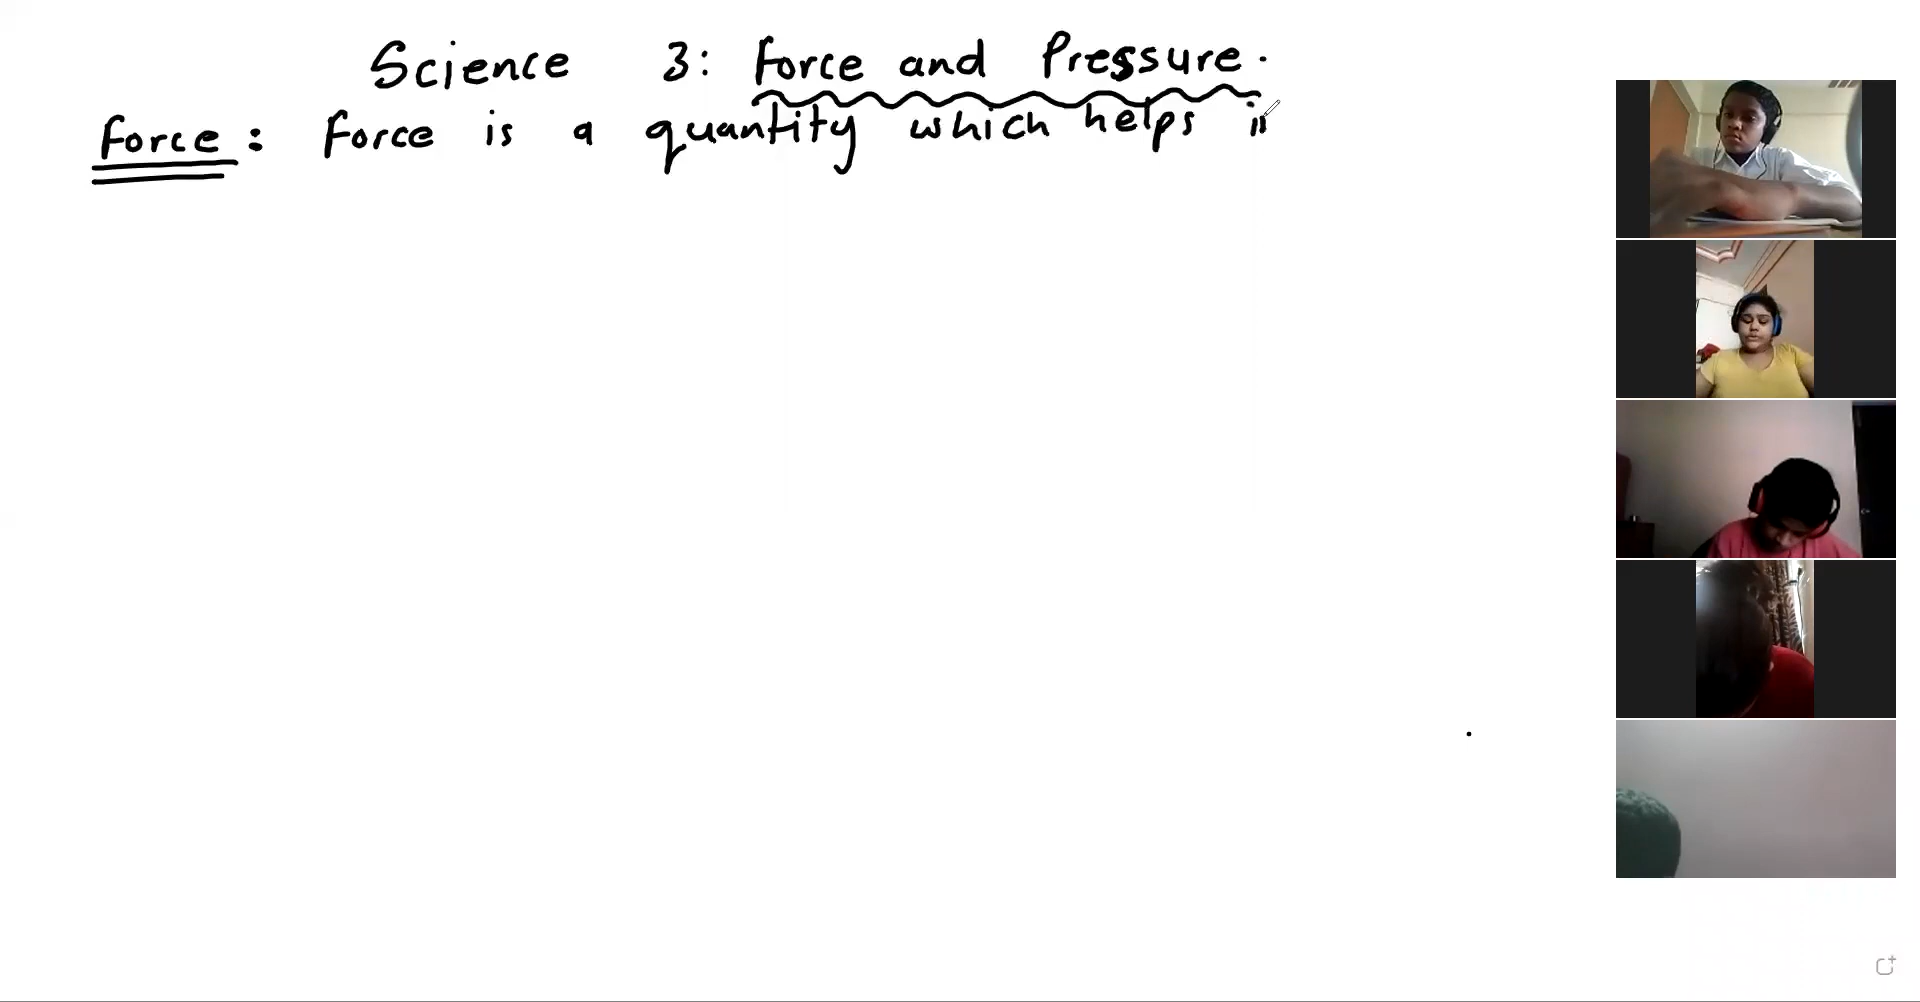 Science 3: Force and Pressure.
Force: Force is a quantity which helps